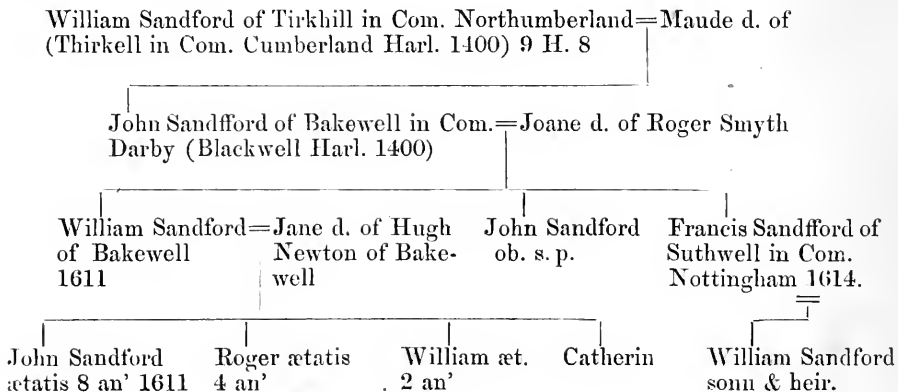 William Sandford of Tirkhill in Com. Northumberland=Maude d. of
(Thirkell in Com. Cumberland Harl. 1400) 9 H. 8
John Sandfford of Bakewell in Com.=Joane d. of Roger Smyth
Darby (Blackwell Harl. 1400)
William Sandford=Jane d. of Hugh John Sandford Francis Sandfford of
of Bakewell Newton of Bake- ob. s. p. Suthwell in Com.
1611 well Nottingham 1614.
=
John Sandford Roger ætatis William æt. Catherin William Sandford
ætatis 8 an' 1611 4 an' 2 an' sonn & heir.